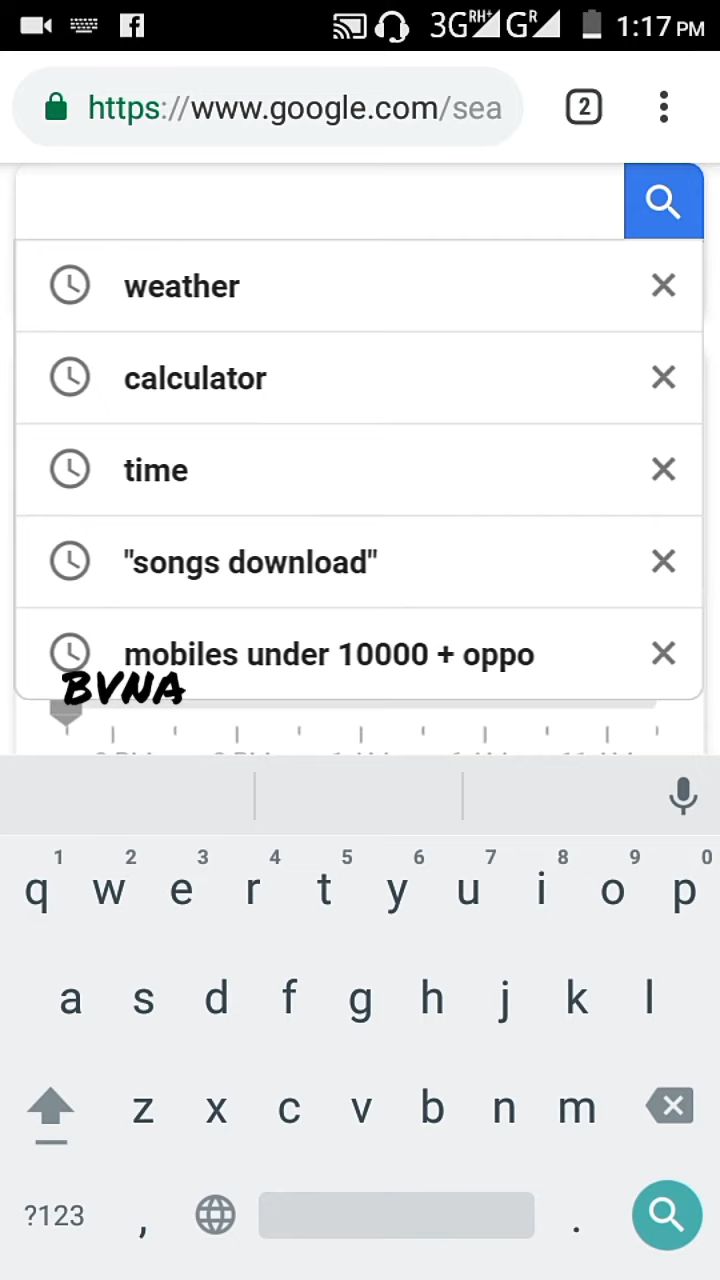 3G RH+ G R 1:17 PM
https://www.google.com/sea 2
weather
calculator
time
"songs download"
mobiles under 10000 + oppo
BVNA
1 2 3 4 5 6 7 8 9 0
q w e r t y u i o p
a s d f g h j k l
z x c v b n m
?123 , .